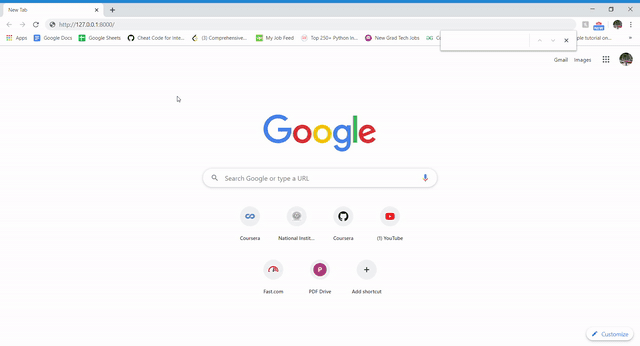 New Tab
http://127.0.0.1:8000/
Apps Google Docs Google Sheets Cheat Code for Inte... (3) Comprehensive... My Job Feed Top 250+ Python In... New Grad Tech Jobs ple tutorial on...
Gmail Images
Google
Search Google or type a URL
Coursera National Instit... Coursera (1) YouTube
Fast.com PDF Drive Add shortcut
Customize